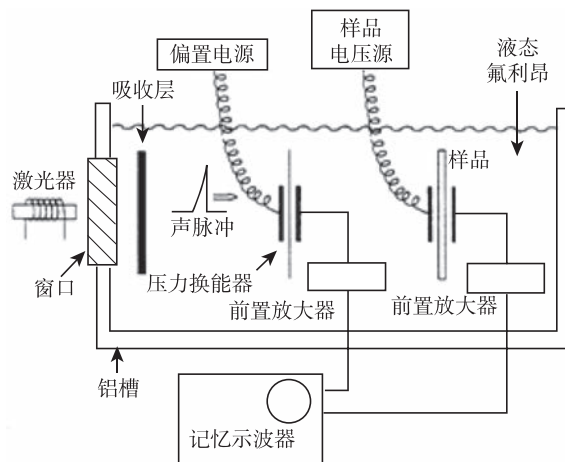 偏置电源
样品
电压源
液态
氟利昂
吸收层
激光器
样品
声脉冲
窗口
压力换能器
前置放大器
前置放大器
铝槽
记忆示波器